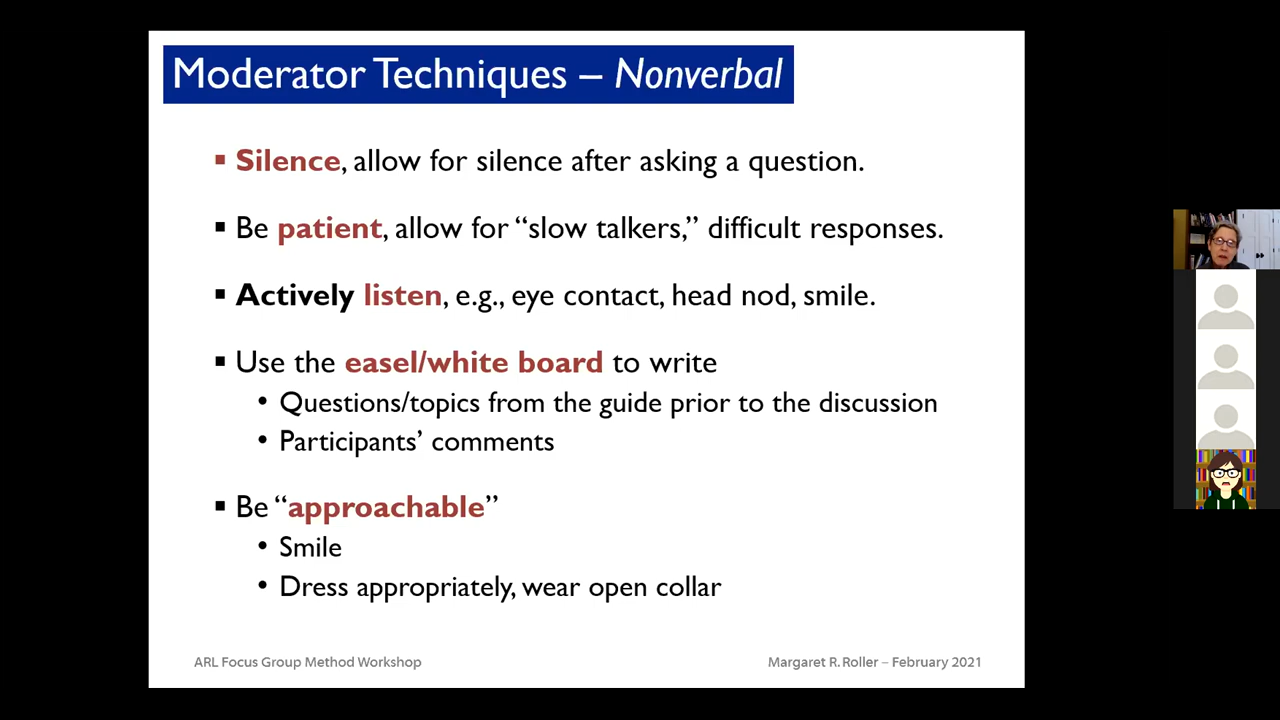 Moderator Techniques – Nonverbal
▪ Silence, allow for silence after asking a question.
▪ Be patient, allow for “slow talkers,” difficult responses.
▪ Actively listen, e.g., eye contact, head nod, smile.
▪ Use the easel/white board to write
• Questions/topics from the guide prior to the discussion
• Participants’ comments
▪ Be “approachable”
• Smile
• Dress appropriately, wear open collar
ARL Focus Group Method Workshop
Margaret R. Roller – February 2021